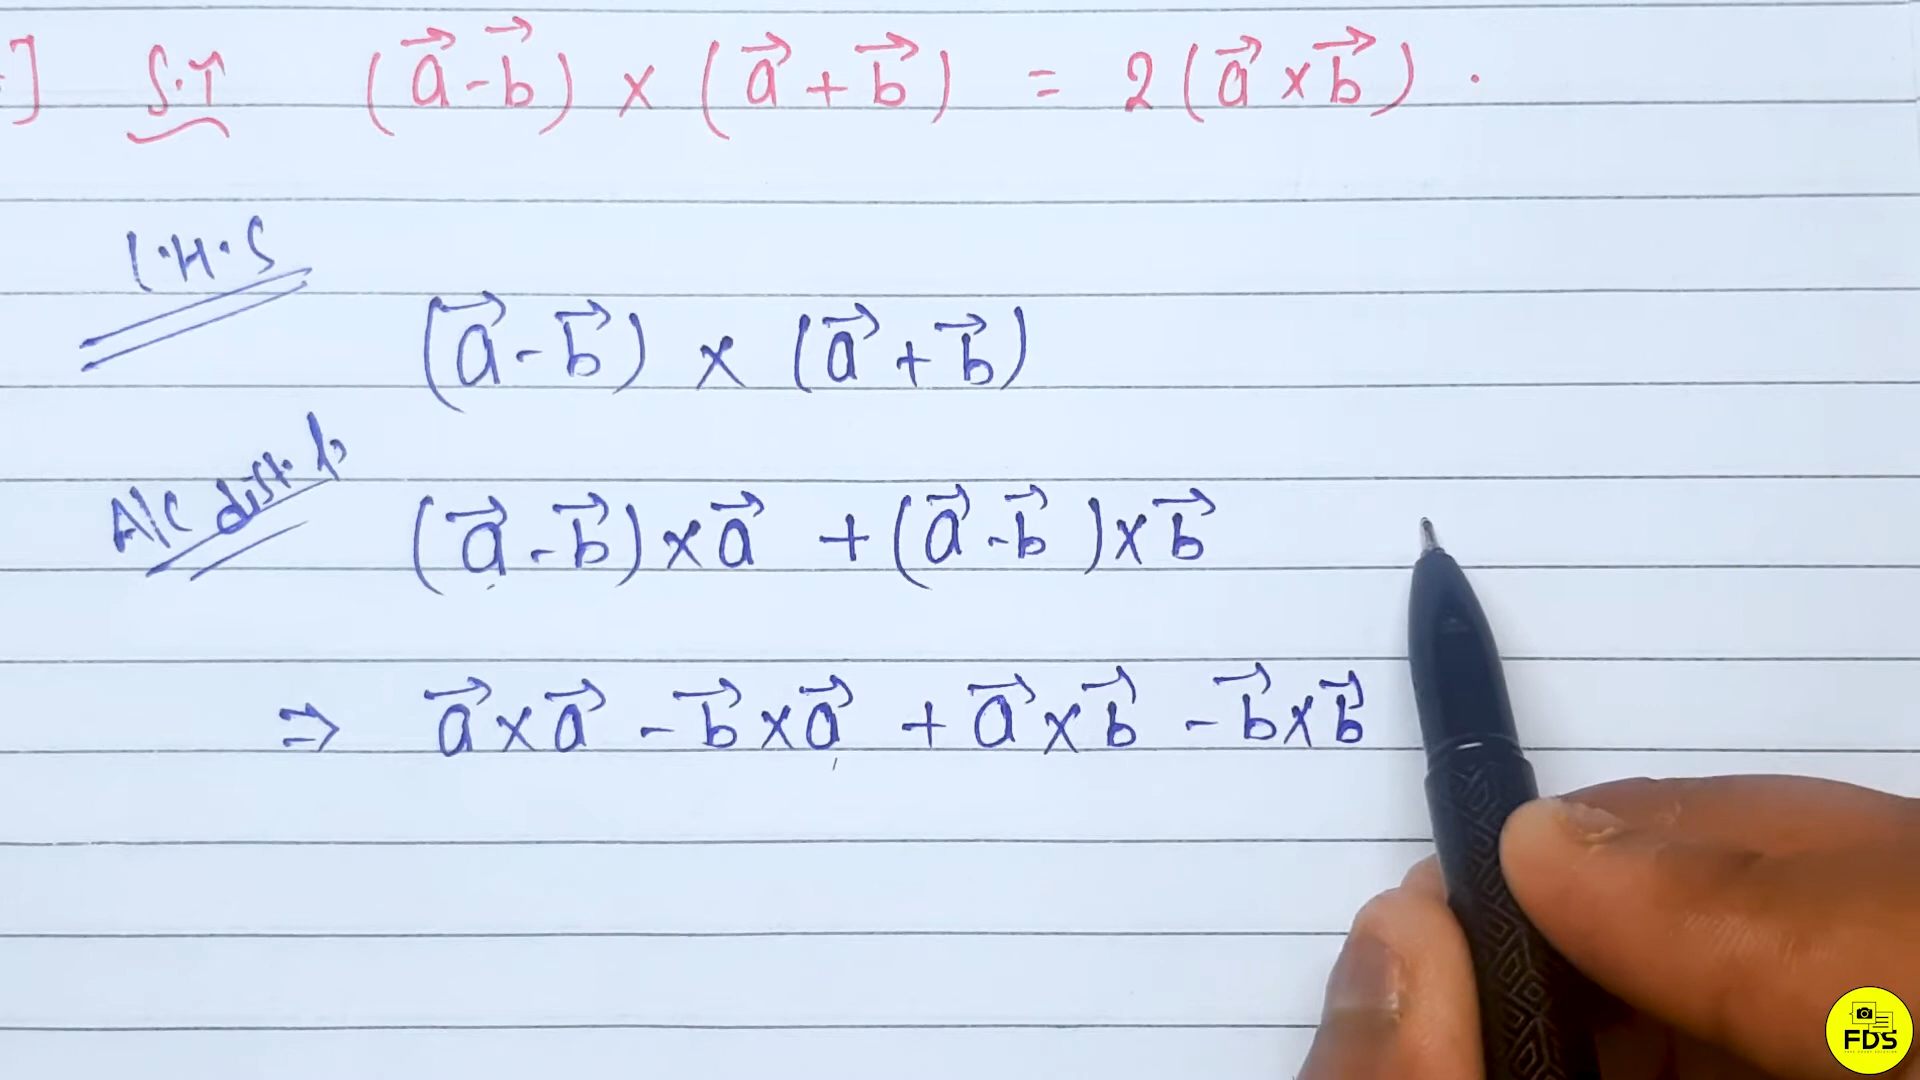 ] S.T (a⃗ - b⃗) × (a⃗ + b⃗) = 2(a⃗ × b⃗).
L.H.S
(a⃗ - b⃗) × (a⃗ + b⃗)
A/c dist.
(a⃗ - b⃗) × a⃗ + (a⃗ - b⃗) × b⃗
⇒ a⃗ × a⃗ - b⃗ × a⃗ + a⃗ × b⃗ - b⃗ × b⃗
FDS